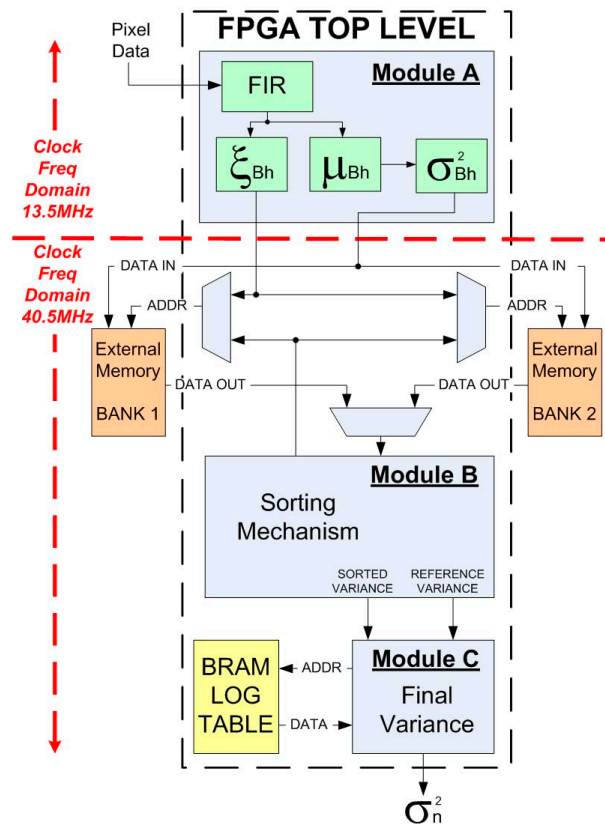 FPGA TOP LEVEL
Pixel
Data
Module A
FIR
ξBh
μBh
σ²Bh
Clock
Freq
Domain
13.5MHz
Clock
Freq
Domain
40.5MHz
DATA IN
DATA IN
ADDR
ADDR
External
Memory
BANK 1
External
Memory
BANK 2
DATA OUT
DATA OUT
Module B
Sorting
Mechanism
SORTED
VARIANCE
REFERENCE
VARIANCE
BRAM
LOG
TABLE
ADDR
DATA
Module C
Final
Variance
σ²n